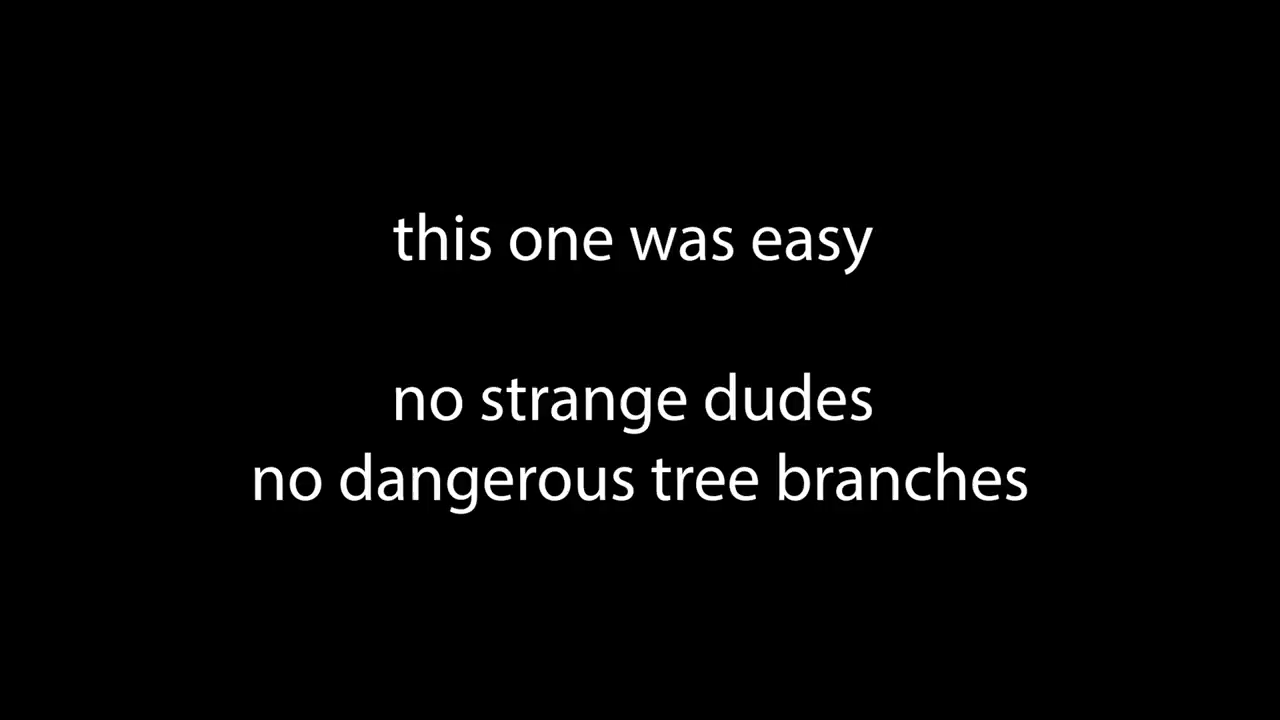 this one was easy
no strange dudes
no dangerous tree branches